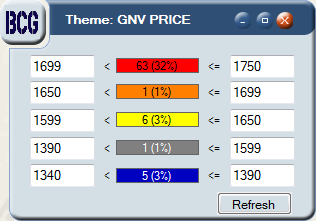 BCG Theme: GNV PRICE
1699 < 63 (32%) <= 1750
1650 < 1 (1%) <= 1699
1599 < 6 (3%) <= 1650
1390 < 1 (1%) <= 1599
1340 < 5 (3%) <= 1390
Refresh